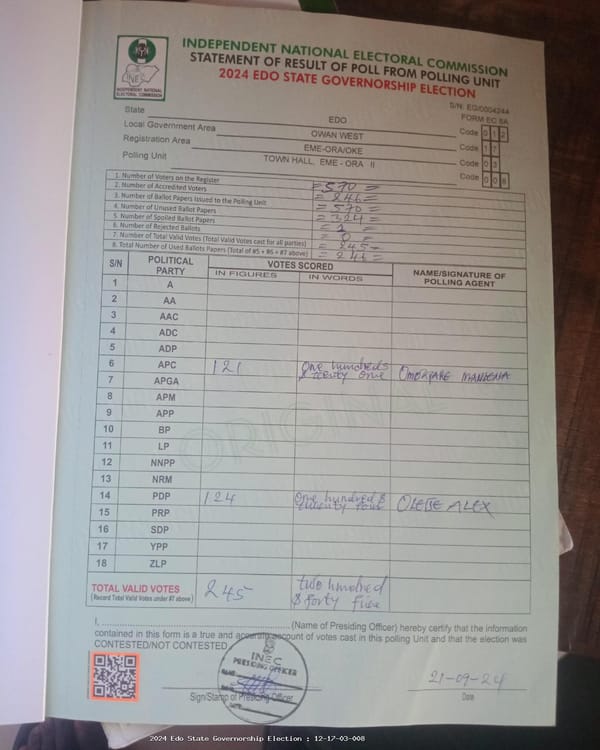 INDEPENDENT NATIONAL ELECTORAL COMMISSION
STATEMENT OF RESULT OF POLL FROM POLLING UNIT
2024 EDO STATE GOVERNORSHIP ELECTION
INEC
INDEPENDENT NATIONAL
ELECTORAL COMMISSION
S/N: EG/0004244
FORM EC 8A
State EDO Code 0 1 2
Local Government Area OWAN WEST Code 1 7
Registration Area EME-ORA/OKE Code 0 3
Polling Unit TOWN HALL, EME - ORA II Code 0 0 8
1. Number of Voters on the Register =570=
2. Number of Accredited Voters =246=
3. Number of Ballot Papers Issued to the Polling Unit =570=
4. Number of Unused Ballot Papers =324=
5. Number of Spoiled Ballot Papers =1=
6. Number of Rejected Ballots =0=
7. Number of Total Valid Votes (Total Valid Votes cast for all parties) =245=
8. Total Number of Used Ballots Papers (Total of #5 + #6 + #7 above) =246=
S/N POLITICAL PARTY VOTES SCORED NAME/SIGNATURE OF POLLING AGENT
IN FIGURES IN WORDS
1 A
2 AA
3 AAC
4 ADC
5 ADP
6 APC 121 One hundreds & twenty one
7 APGA
8 APM
9 APP
10 BP
11 LP
12 NNPP
13 NRM
14 PDP 124 One hundred & twenty four ALEX
15 PRP
16 SDP
17 YPP
18 ZLP
ORIGINAL
TOTAL VALID VOTES 245 two hundred & forty five
(Record Total Valid Votes under #7 above)
I, (Name of Presiding Officer) hereby certify that the information
contained in this form is a true and accurate account of votes cast in this polling Unit and that the election was
CONTESTED/NOT CONTESTED
INEC
PRESIDING OFFICER
NAME
SIGN
DATE
Sign/Stamp of Presiding Officer
21-09-24
Date
2024 Edo State Governorship Election : 12-17-03-008